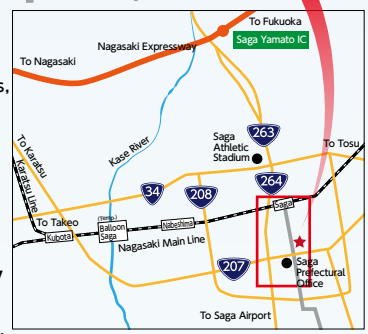 To Fukuoka
Saga Yamato IC
Nagasaki Expressway
To Nagasaki
s,
Kase River
263
Saga
Athletic
Stadium
To Tosu
To Karatsu
Karatsu Line
34
208
264
Saga
To Takeo
(Temp.)
Balloon
Saga
Nabeshima
Kubota
Nagasaki Main Line
207
Saga
Prefectural
Office
y
To Saga Airport